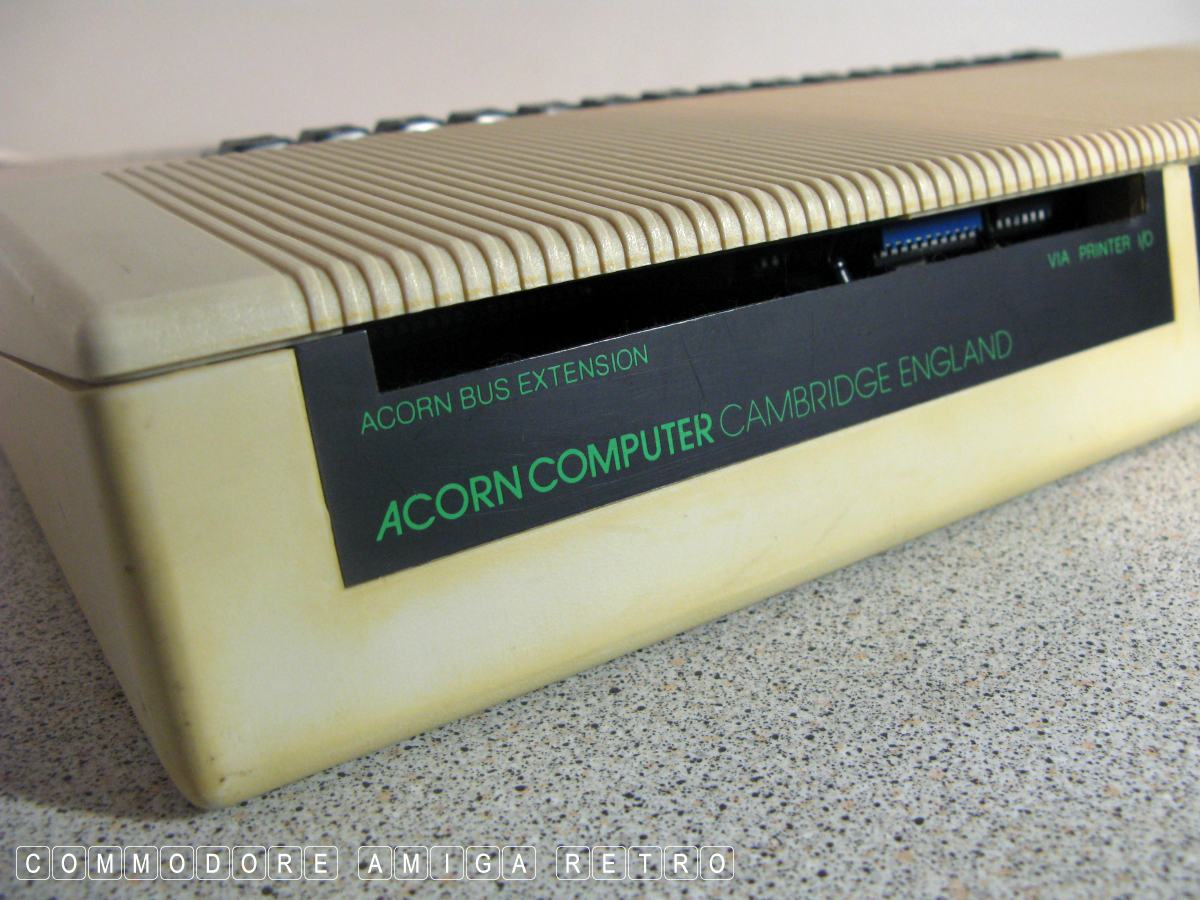 VIA PRINTER I/O
ACORN BUS EXTENSION
ACORN COMPUTER CAMBRIDGE ENGLAND
COMMODORE AMIGA RETRO